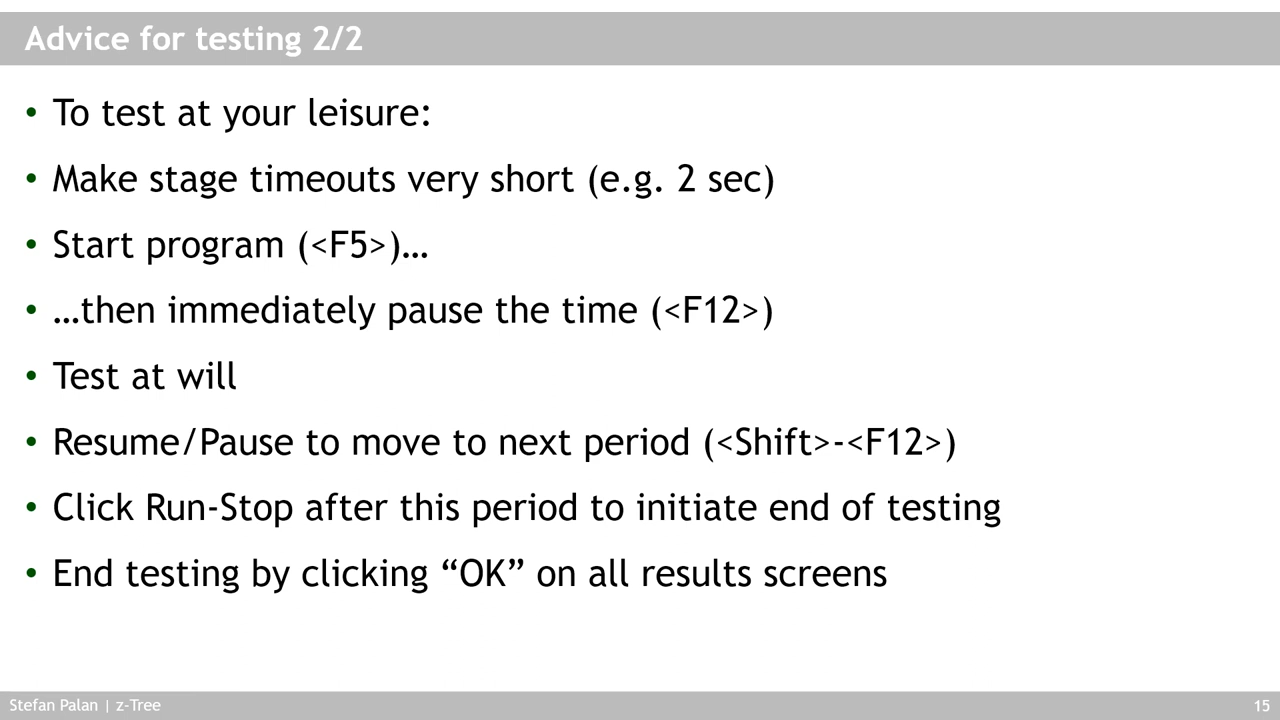 Advice for testing 2/2
• To test at your leisure:
• Make stage timeouts very short (e.g. 2 sec)
• Start program (<F5>)…
• …then immediately pause the time (<F12>)
• Test at will
• Resume/Pause to move to next period (<Shift>-<F12>)
• Click Run-Stop after this period to initiate end of testing
• End testing by clicking “OK” on all results screens
Stefan Palan | z-Tree
15